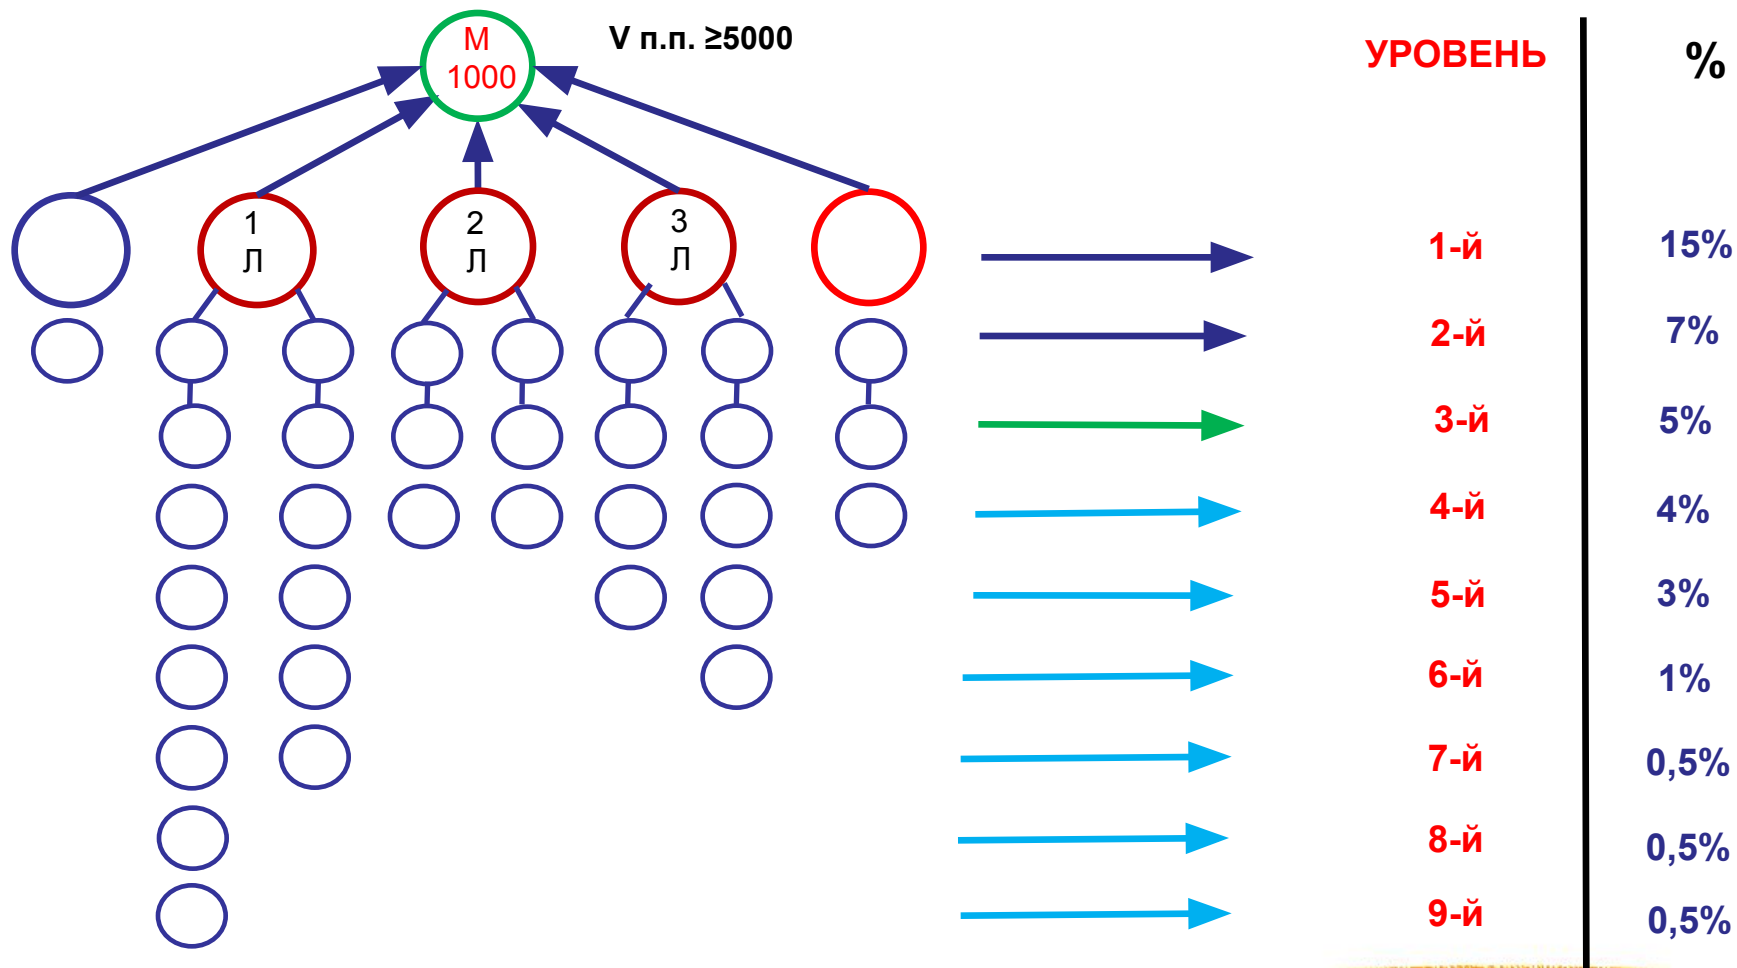 М
1000
V п.п. ≥5000
УРОВЕНЬ
%
1
Л
2
Л
3
Л
1-й
15%
2-й
7%
3-й
5%
4-й
4%
5-й
3%
6-й
1%
7-й
0,5%
8-й
0,5%
9-й
0,5%